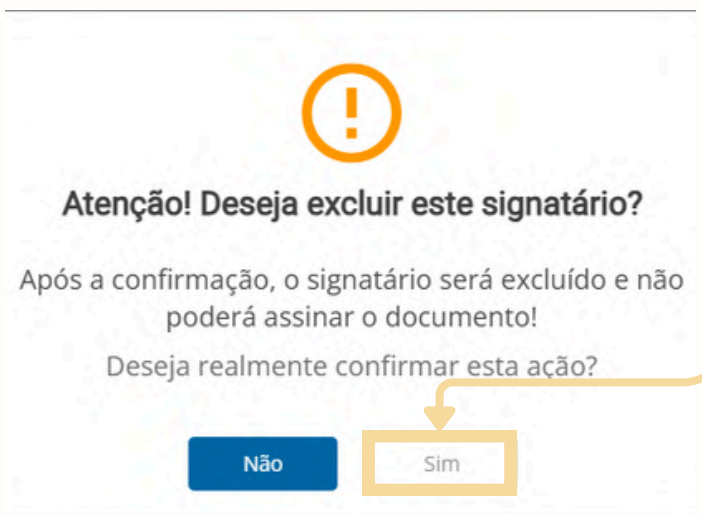 Atenção! Deseja excluir este signatário?
Após a confirmação, o signatário será excluído e não
poderá assinar o documento!
Deseja realmente confirmar esta ação?
Não
Sim